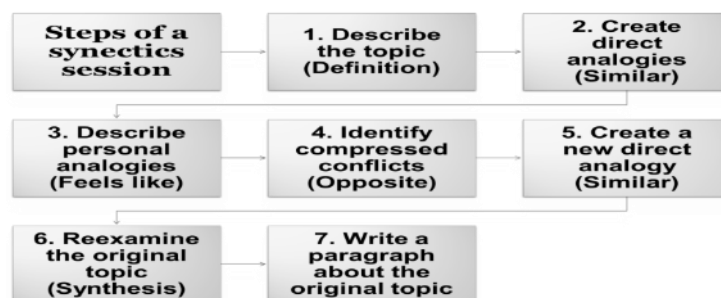 Steps of a
synectics
session
1. Describe
the topic
(Definition)
2. Create
direct
analogies
(Similar)
3. Describe
personal
analogies
(Feels like)
4. Identify
compressed
conflicts
(Opposite)
5. Create a
new direct
analogy
(Similar)
6. Reexamine
the original
topic
(Synthesis)
7. Write a
paragraph
about the
original topic